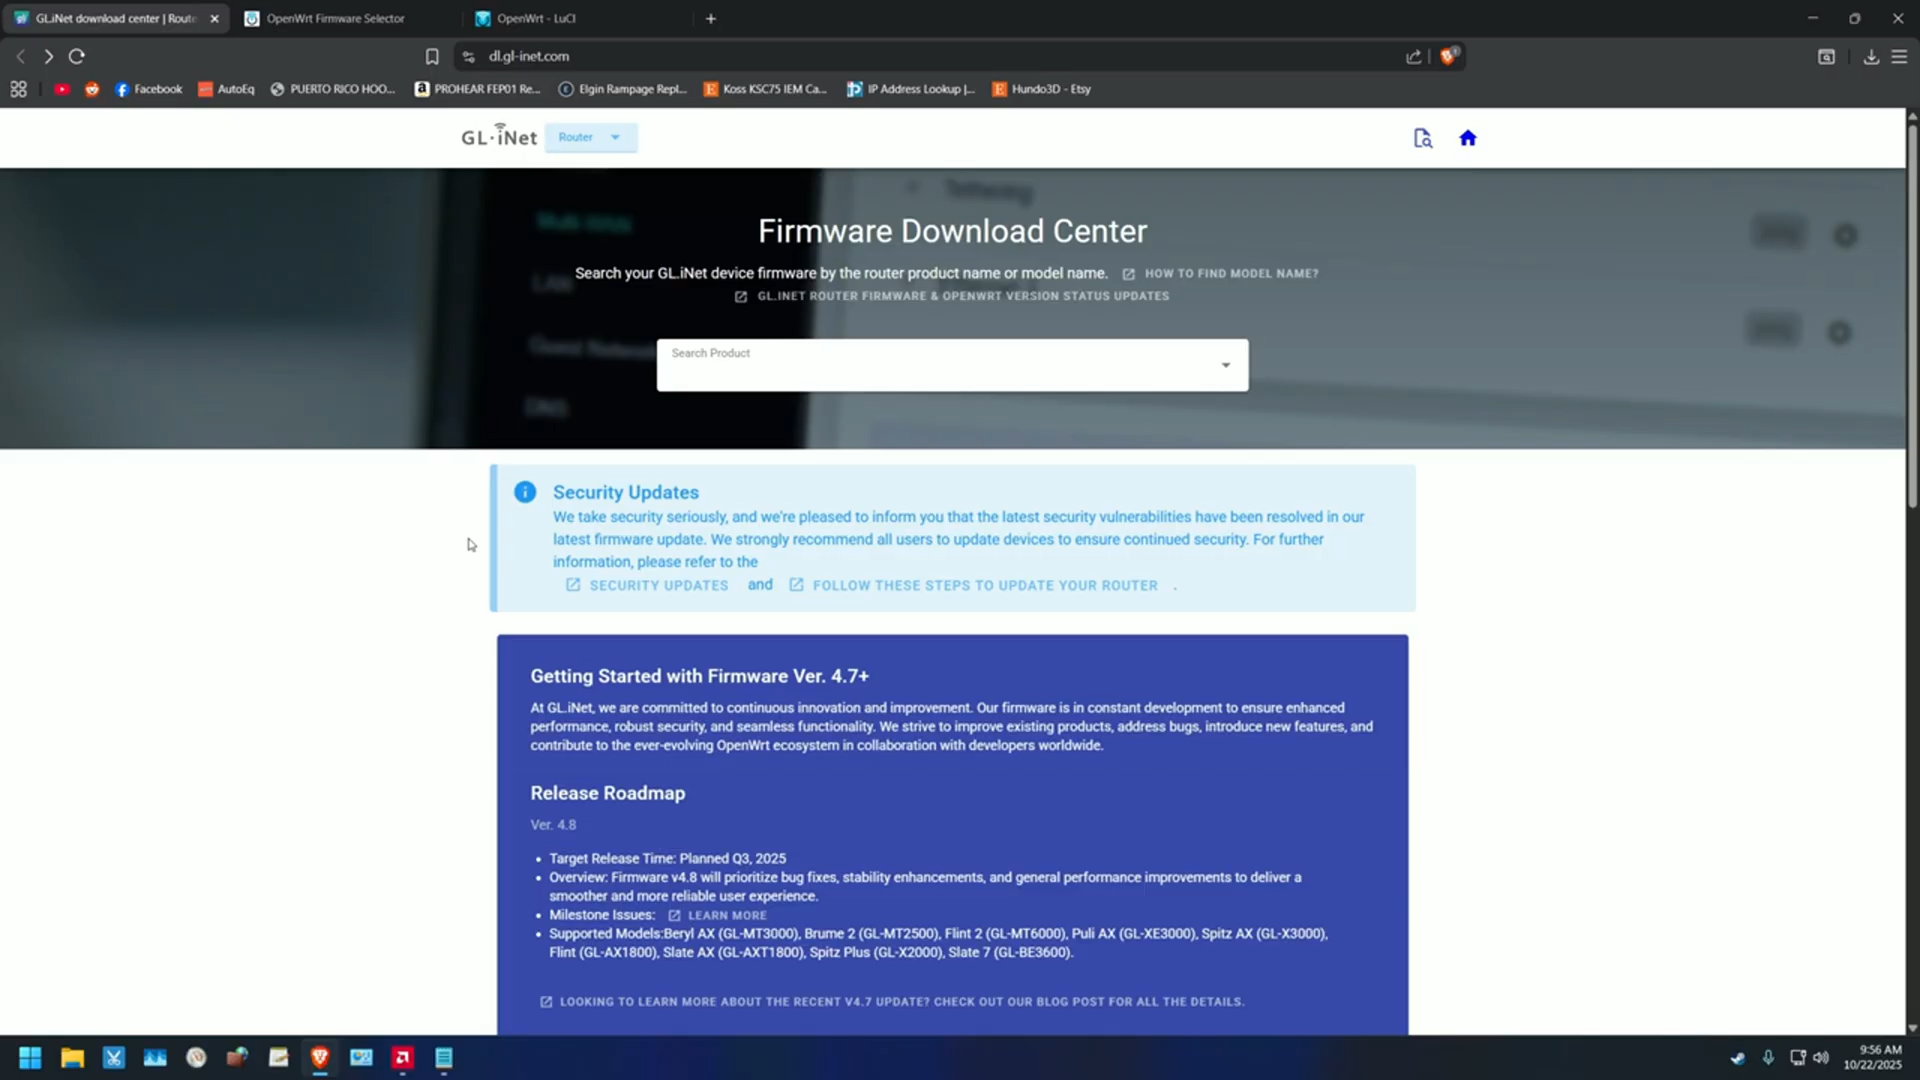 GL.iNet download center | Route
OpenWrt Firmware Selector
OpenWrt - LuCI
dl.gl-inet.com
Facebook
AutoEq
PUERTO RICO HOO...
PROHEAR FEP01 Re...
Elgin Rampage Repl...
Koss KSC75 IEM Ca...
IP Address Lookup |...
Hundo3D - Etsy
GL·iNet
Router
Tethering
Multi-WAN
LAN
Guest Network
DNS
Firmware Download Center
Search your GL.iNet device firmware by the router product name or model name.
HOW TO FIND MODEL NAME?
GL.INET ROUTER FIRMWARE & OPENWRT VERSION STATUS UPDATES
Search Product
Security Updates
We take security seriously, and we're pleased to inform you that the latest security vulnerabilities have been resolved in our
latest firmware update. We strongly recommend all users to update devices to ensure continued security. For further
information, please refer to the
SECURITY UPDATES and FOLLOW THESE STEPS TO UPDATE YOUR ROUTER .
Getting Started with Firmware Ver. 4.7+
At GL.iNet, we are committed to continuous innovation and improvement. Our firmware is in constant development to ensure enhanced
performance, robust security, and seamless functionality. We strive to improve existing products, address bugs, introduce new features, and
contribute to the ever-evolving OpenWrt ecosystem in collaboration with developers worldwide.
Release Roadmap
Ver. 4.8
• Target Release Time: Planned Q3, 2025
• Overview: Firmware v4.8 will prioritize bug fixes, stability enhancements, and general performance improvements to deliver a
smoother and more reliable user experience.
• Milestone Issues: LEARN MORE
• Supported Models:Beryl AX (GL-MT3000), Brume 2 (GL-MT2500), Flint 2 (GL-MT6000), Puli AX (GL-XE3000), Spitz AX (GL-X3000),
Flint (GL-AX1800), Slate AX (GL-AXT1800), Spitz Plus (GL-X2000), Slate 7 (GL-BE3600).
LOOKING TO LEARN MORE ABOUT THE RECENT V4.7 UPDATE? CHECK OUT OUR BLOG POST FOR ALL THE DETAILS.
9:56 AM
10/22/2025